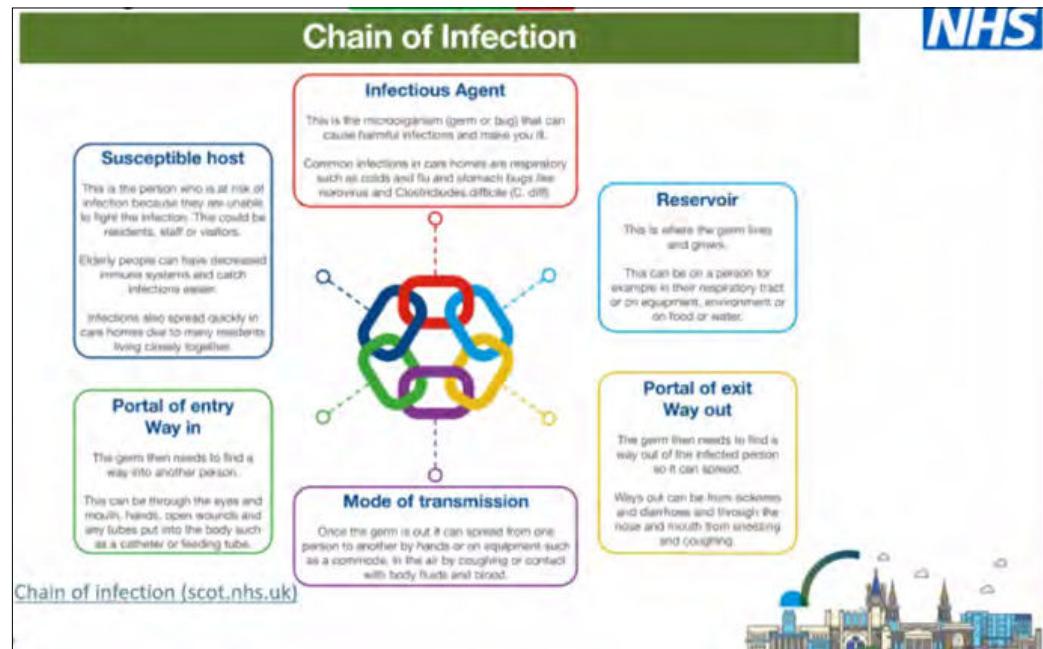 Chain of Infection
NHS
Infectious Agent
This is the microorganism (germ or bug) that can
cause harmful infections and make you ill.
Common infections in care homes are respiratory
such as colds and flu and stomach bugs like
norovirus and Clostridiudes difficile (C. diff)
Susceptible host
This is the person who is at risk of
infection because they are unable
to fight the infection. This could be
residents, staff or visitors.
Elderly people can have decreased
immune systems and catch
infections easier.
Infections also spread quickly in
care homes due to many residents
living closely together.
Reservoir
This is where the germ lives
and grows.
This can be on a person for
example in their respiratory tract
or on equipment, environment or
on food or water.
Portal of entry
Way in
The germ then needs to find a
way into another person.
This can be through the eyes and
mouth, hands, open wounds and
any tubes put into the body such
as a catheter or feeding tube.
Mode of transmission
Once the germ is out it can spread from one
person to another by hands or on equipment such
as a commode, in the air by coughing or contact
with body fluids and blood.
Portal of exit
Way out
The germ then needs to find a
way out of the infected person
so it can spread.
Ways out can be from sickness
and diarrhoea and through the
nose and mouth from sneezing
and coughing.
Chain of infection (scot.nhs.uk)